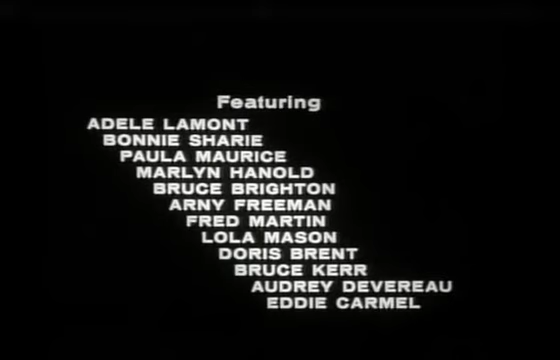 Featuring
ADELE LAMONT
BONNIE SHARIE
PAULA MAURICE
MARLYN HANOLD
BRUCE BRIGHTON
ARNY FREEMAN
FRED MARTIN
LOLA MASON
DORIS BRENT
BRUCE KERR
AUDREY DEVEREAU
EDDIE CARMEL